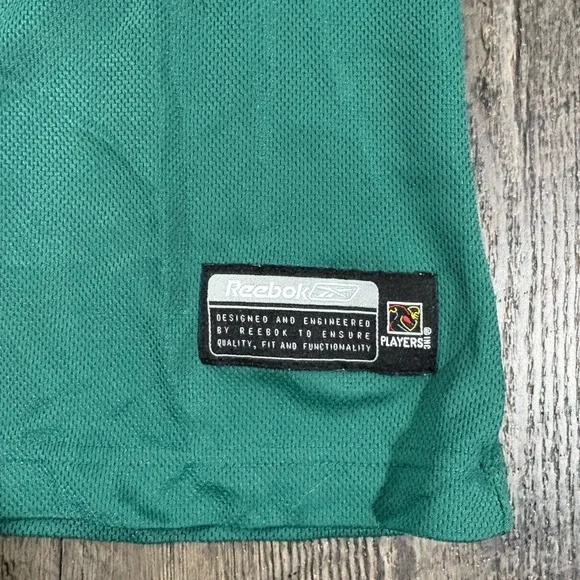 Reebok
DESIGNED AND ENGINEERED
BY REEBOK TO ENSURE
QUALITY, FIT AND FUNCTIONALITY
PLAYERS®
INC